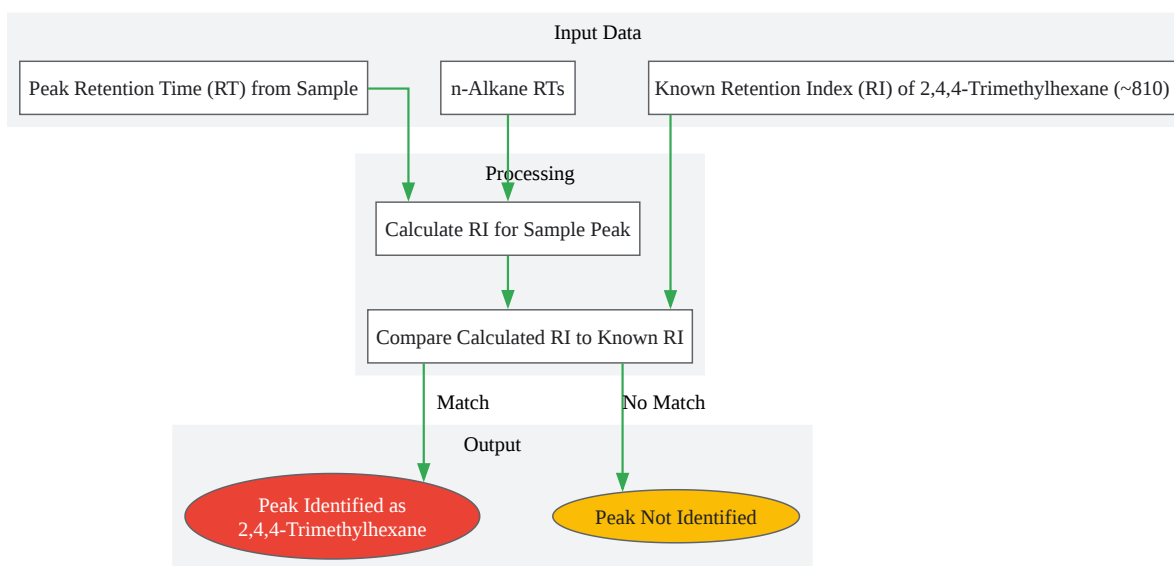 Input Data
Peak Retention Time (RT) from Sample
n-Alkane RTs
Known Retention Index (RI) of 2,4,4-Trimethylhexane (~810)
Processing
Calculate RI for Sample Peak
Compare Calculated RI to Known RI
Match
No Match
Output
Peak Identified as
2,4,4-Trimethylhexane
Peak Not Identified